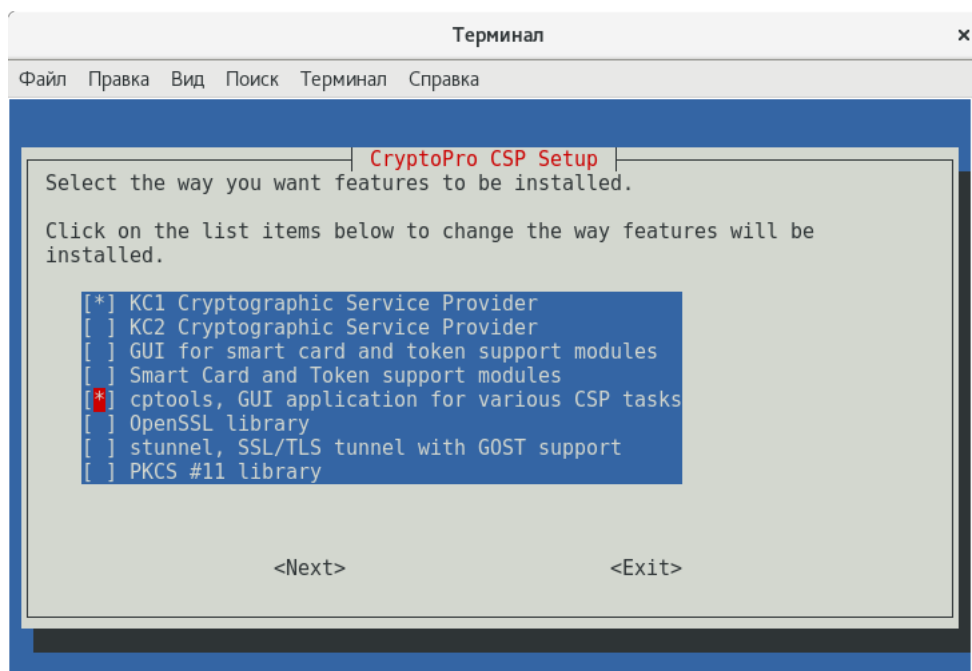 Терминал
Файл Правка Вид Поиск Терминал Справка
CryptoPro CSP Setup
Select the way you want features to be installed.
Click on the list items below to change the way features will be
installed.
[*] KC1 Cryptographic Service Provider
[ ] KC2 Cryptographic Service Provider
[ ] GUI for smart card and token support modules
[ ] Smart Card and Token support modules
[*] cptools, GUI application for various CSP tasks
[ ] OpenSSL library
[ ] stunnel, SSL/TLS tunnel with GOST support
[ ] PKCS #11 library
<Next> <Exit>